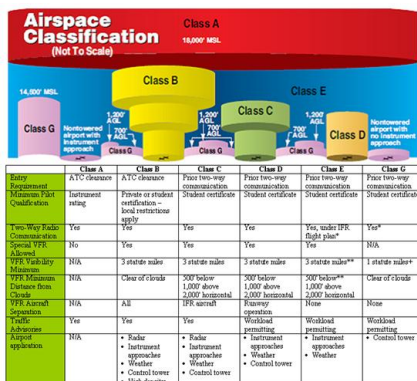 Airspace
Classification
(Not To Scale)
Class A
18,000' MSL
Class B
Class E
14,500' MSL
Class C
1,200' AGL
1,200' AGL
1,200' AGL
700' AGL
700' AGL
700' AGL
Class G
Nontowered airport with instrument approach
Class G
Class G
Class G
Class D
Nontowered airport with no instrument approach
Class A Class B Class C Class D Class E Class G
Entry Requirement ATC clearance ATC clearance Prior two-way communication Prior two-way communication Prior two-way communication Prior two-way communication
Minimum Pilot Qualification Instrument rating Private or student certification – local restrictions apply Student certificate Student certificate Student certificate Student certificate
Two-Way Radio Communication Yes Yes Yes Yes Yes, under IFR flight plan* Yes*
Special VFR Allowed No Yes Yes Yes Yes N/A
VFR Visibility Minimum N/A 3 statute miles 3 statute miles 3 statute miles 3 statute miles** 1 statute mile+
VFR Minimum Distance from Clouds N/A Clear of clouds 500' below 1,000' above 2,000' horizontal 500' below 1,000' above 2,000' horizontal 500' below** 1,000' above 2,000' horizontal Clear of clouds
VFR Aircraft Separation N/A All IFR aircraft Runway operation None None
Traffic Advisories Yes Yes Yes Workload permitting Workload permitting Workload permitting
Airport application N/A • Radar • Instrument approaches • Weather • Control tower • Radar • Instrument approaches • Weather • Control tower • Instrument approaches • Weather • Control tower • Instrument approaches • Weather • Control tower